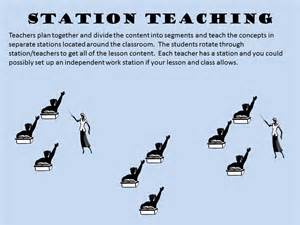 STATION TEACHING
Teachers plan together and divide the content into segments and teach the concepts in
separate stations located around the classroom.  The students rotate through
station/teachers to get all of the lesson content.  Each teacher has a station and you could
possibly set up an independent work station if your lesson and class allows.